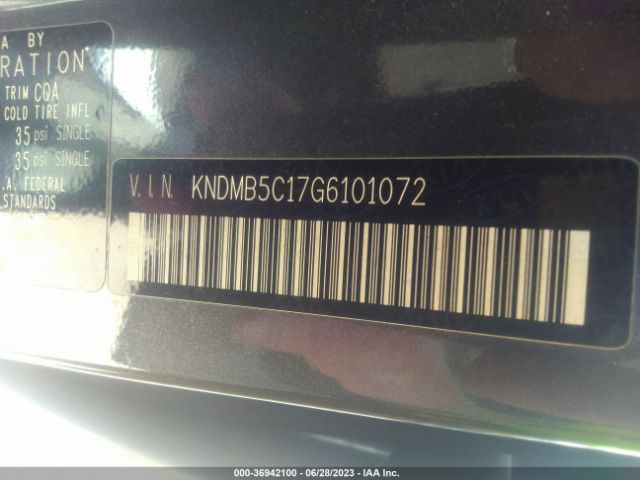 A BY
RATION
TRIM CQA
COLD TIRE INFL
35 psi SINGLE
35 psi SINGLE
.A. FEDERAL
STANDARDS
V.I.N. KNDMB5C17G6101072
000-36942100 - 06/28/2023 - IAA Inc.